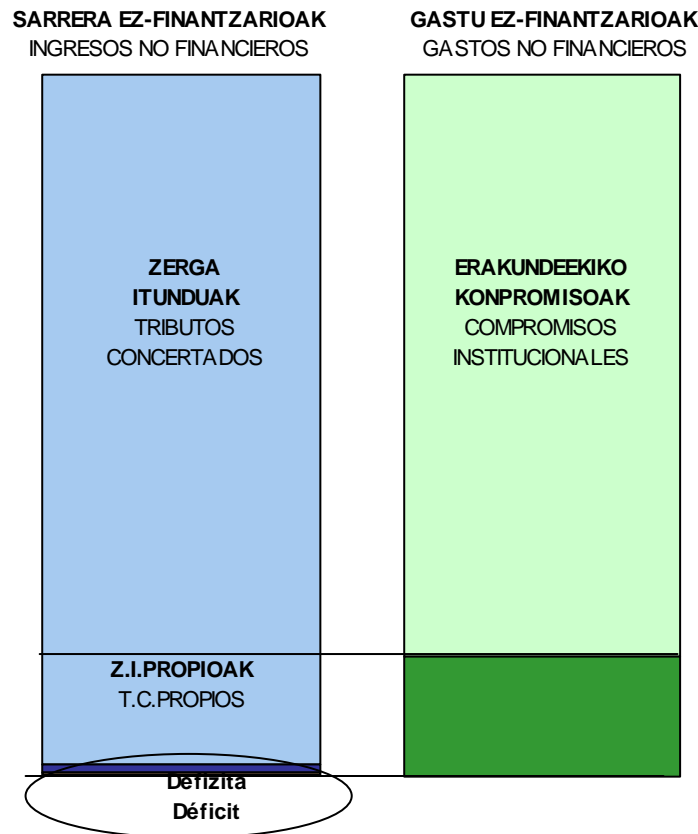 SARRERA EZ-FINANTZARIOAK
INGRESOS NO FINANCIEROS
GASTU EZ-FINANTZARIOAK
GASTOS NO FINANCIEROS
ZERGA
ITUNDUAK
TRIBUTOS
CONCERTADOS
ERAKUNDEEKIKO
KONPROMISOAK
COMPROMISOS
INSTITUCIONALES
Z.I.PROPIOAK
T.C.PROPIOS
Defizita
Déficit